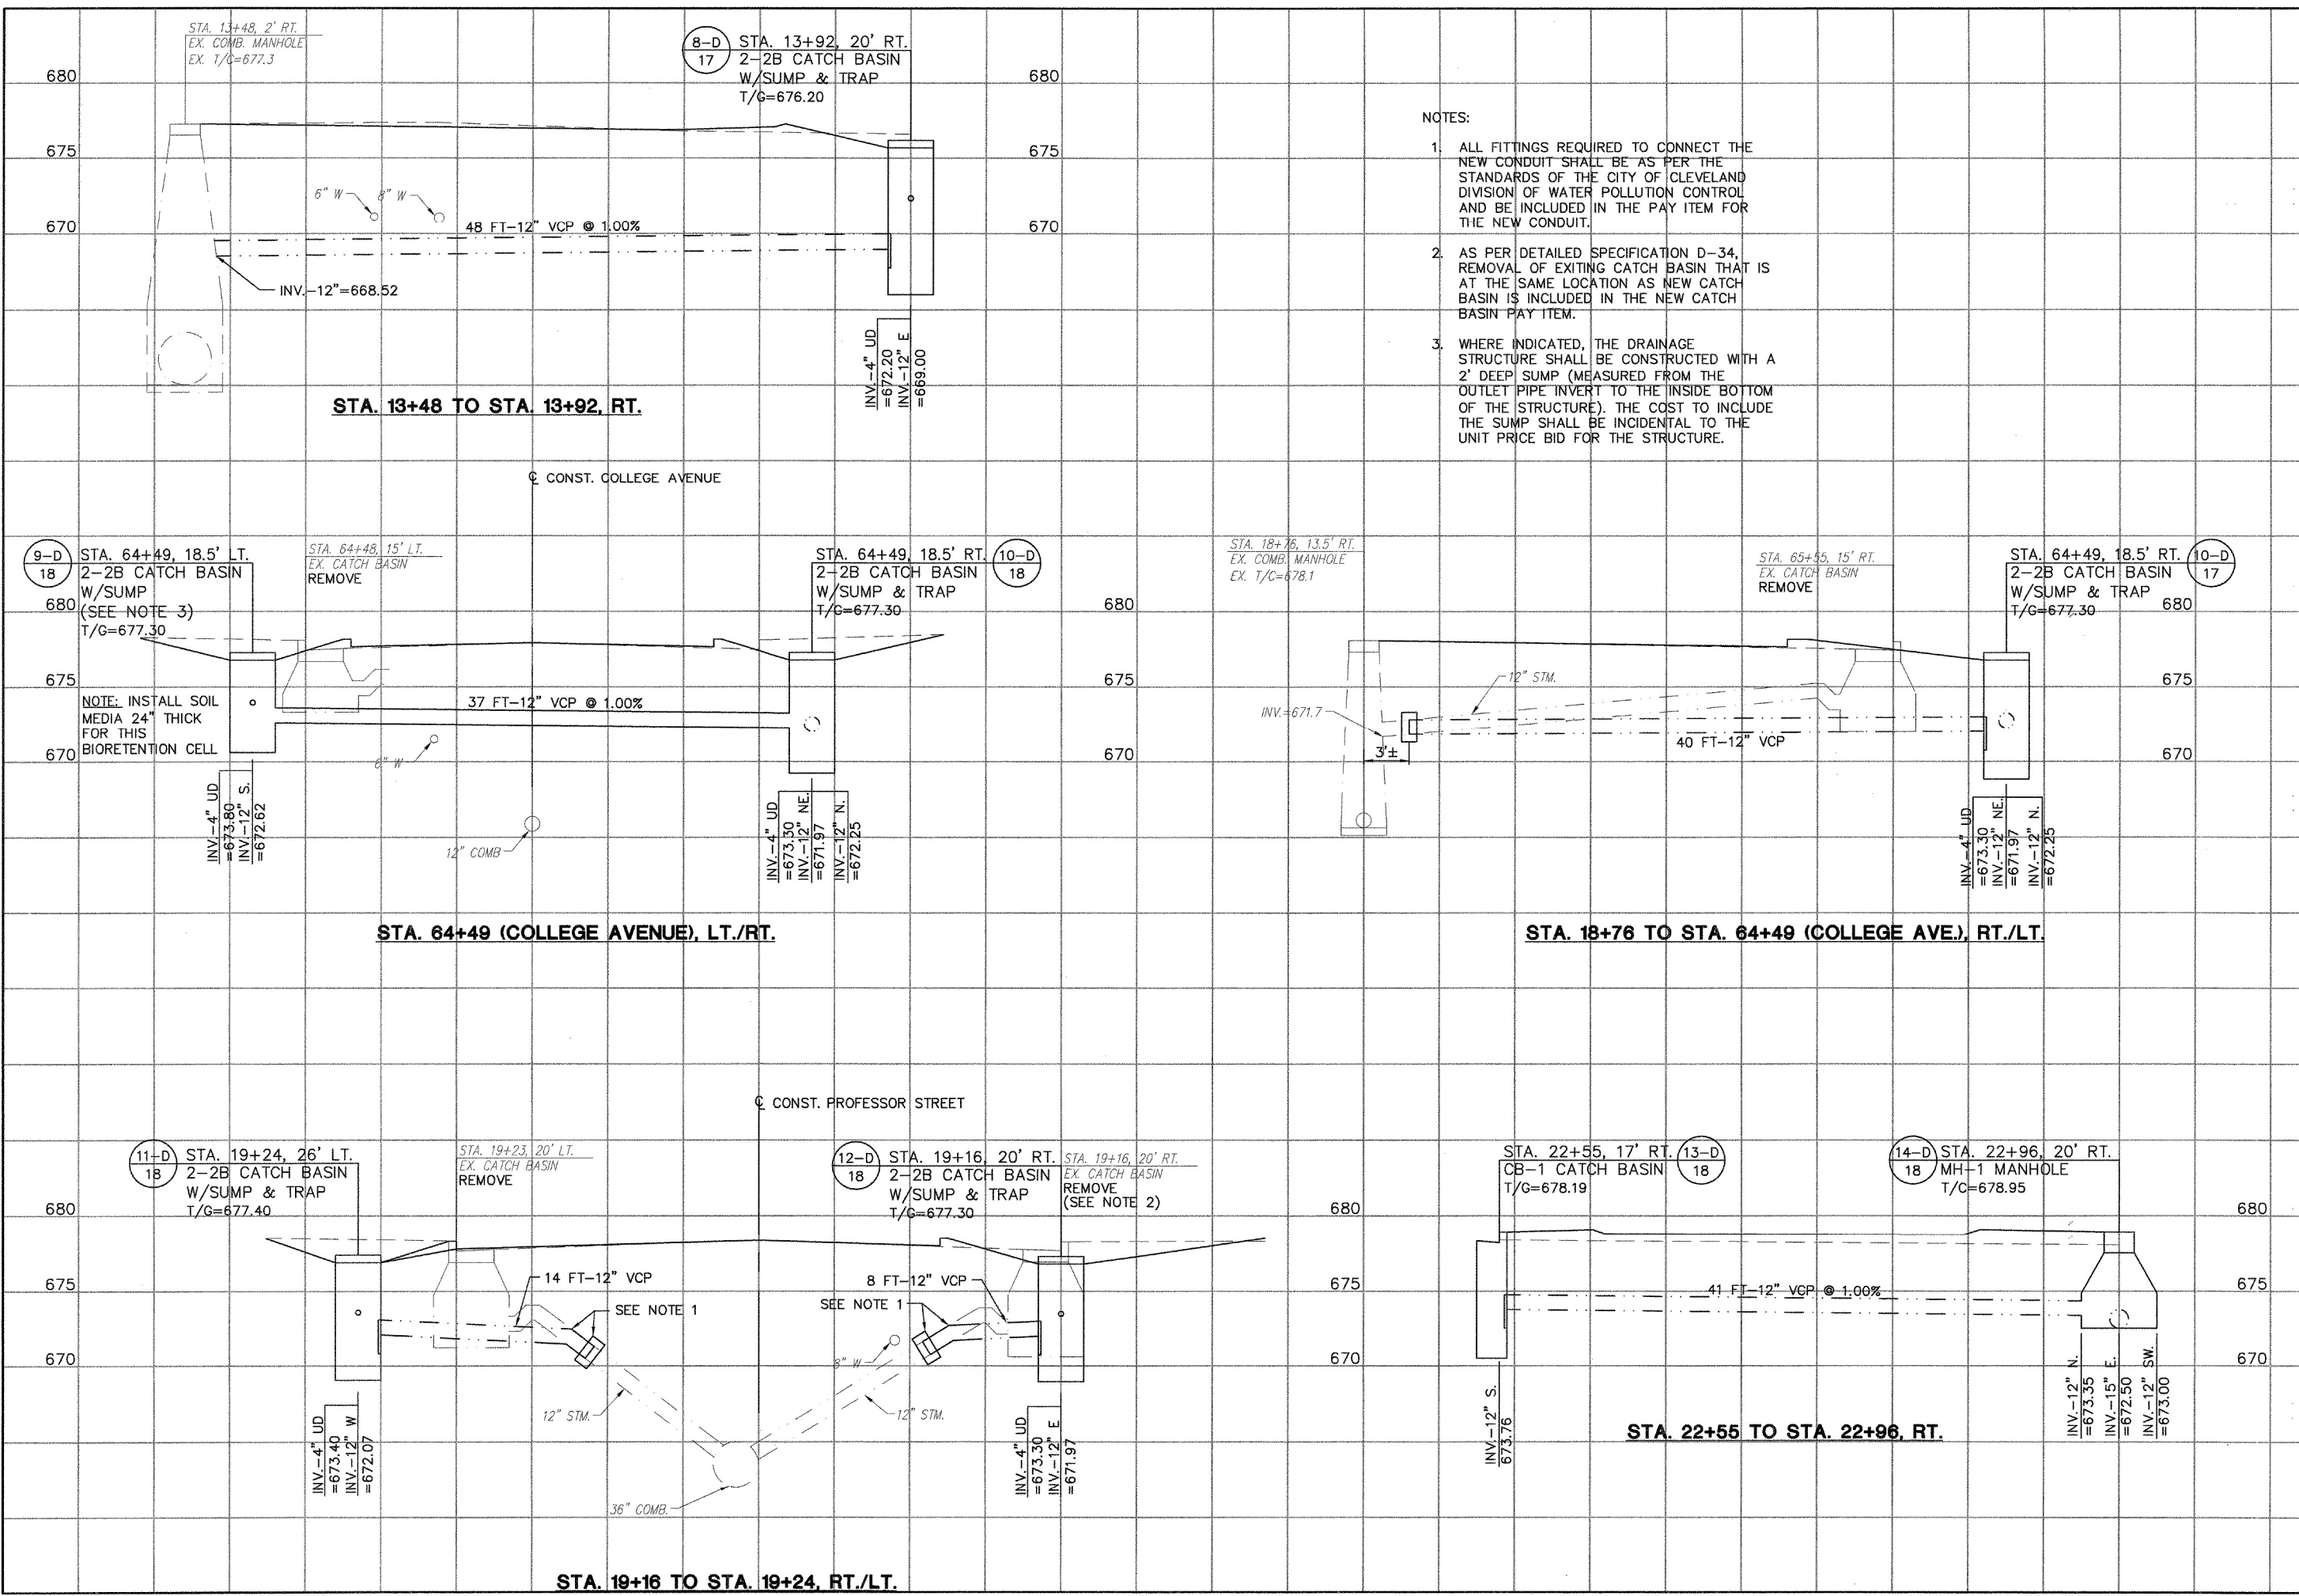 STA. 13+48, 2' RT.
EX. COMB. MANHOLE
EX. T/C=677.3
8-D
17
STA. 13+92, 20' RT.
2-2B CATCH BASIN
W/SUMP & TRAP
T/G=676.20
680
680
675
675
670
670
6" W
8" W
48 FT-12" VCP @ 1.00%
INV.-12"=668.52
INV.-4" UD
=672.20
INV.-12" E
=669.00
STA. 13+48 TO STA. 13+92, RT.
NOTES:
1. ALL FITTINGS REQUIRED TO CONNECT THE
NEW CONDUIT SHALL BE AS PER THE
STANDARDS OF THE CITY OF CLEVELAND
DIVISION OF WATER POLLUTION CONTROL
AND BE INCLUDED IN THE PAY ITEM FOR
THE NEW CONDUIT.
2. AS PER DETAILED SPECIFICATION D-34,
REMOVAL OF EXITING CATCH BASIN THAT IS
AT THE SAME LOCATION AS NEW CATCH
BASIN IS INCLUDED IN THE NEW CATCH
BASIN PAY ITEM.
3. WHERE INDICATED, THE DRAINAGE
STRUCTURE SHALL BE CONSTRUCTED WITH A
2' DEEP SUMP (MEASURED FROM THE
OUTLET PIPE INVERT TO THE INSIDE BOTTOM
OF THE STRUCTURE). THE COST TO INCLUDE
THE SUMP SHALL BE INCIDENTAL TO THE
UNIT PRICE BID FOR THE STRUCTURE.
℄ CONST. COLLEGE AVENUE
9-D
18
STA. 64+49, 18.5' LT.
2-2B CATCH BASIN
W/SUMP
(SEE NOTE 3)
T/G=677.30
STA. 64+48, 15' LT.
EX. CATCH BASIN
REMOVE
STA. 64+49, 18.5' RT.
2-2B CATCH BASIN
W/SUMP & TRAP
T/G=677.30
10-D
18
680
680
675
675
670
670
NOTE: INSTALL SOIL
MEDIA 24" THICK
FOR THIS
BIORETENTION CELL
37 FT-12" VCP @ 1.00%
6" W
12" COMB
INV.-4" UD
=673.80
INV.-12" S.
=672.62
INV.-4" UD
=673.30
INV.-12" NE.
=671.97
INV.-12" N.
=672.25
STA. 64+49 (COLLEGE AVENUE), LT./RT.
STA. 18+76, 13.5' RT.
EX. COMB. MANHOLE
EX. T/C=678.1
STA. 65+55, 15' RT.
EX. CATCH BASIN
REMOVE
STA. 64+49, 18.5' RT.
2-2B CATCH BASIN
W/SUMP & TRAP
T/G=677.30
10-D
17
680
675
670
12" STM.
INV.=671.7
3'±
40 FT-12" VCP
INV.-4" UD
=673.30
INV.-12" NE.
=671.97
INV.-12" N.
=672.25
STA. 18+76 TO STA. 64+49 (COLLEGE AVE.), RT./LT.
℄ CONST. PROFESSOR STREET
11-D
18
STA. 19+24, 26' LT.
2-2B CATCH BASIN
W/SUMP & TRAP
T/G=677.40
STA. 19+23, 20' LT.
EX. CATCH BASIN
REMOVE
12-D
18
STA. 19+16, 20' RT.
2-2B CATCH BASIN
W/SUMP & TRAP
T/G=677.30
STA. 19+16, 20' RT.
EX. CATCH BASIN
REMOVE
(SEE NOTE 2)
680
680
675
675
670
670
14 FT-12" VCP
SEE NOTE 1
8 FT-12" VCP
SEE NOTE 1
8" W
12" STM.
12" STM.
36" COMB.
INV.-4" UD
=673.40
INV.-12" W
=672.07
INV.-4" UD
=673.30
INV.-12" E
=671.97
STA. 19+16 TO STA. 19+24, RT./LT.
STA. 22+55, 17' RT.
CB-1 CATCH BASIN
T/G=678.19
13-D
18
14-D
18
STA. 22+96, 20' RT.
MH-1 MANHOLE
T/C=678.95
680
675
670
41 FT-12" VCP @ 1.00%
INV.-12" S.
673.76
INV.-12" N.
=673.35
INV.-15" E.
=672.50
INV.-12" SW.
=673.00
STA. 22+55 TO STA. 22+96, RT.